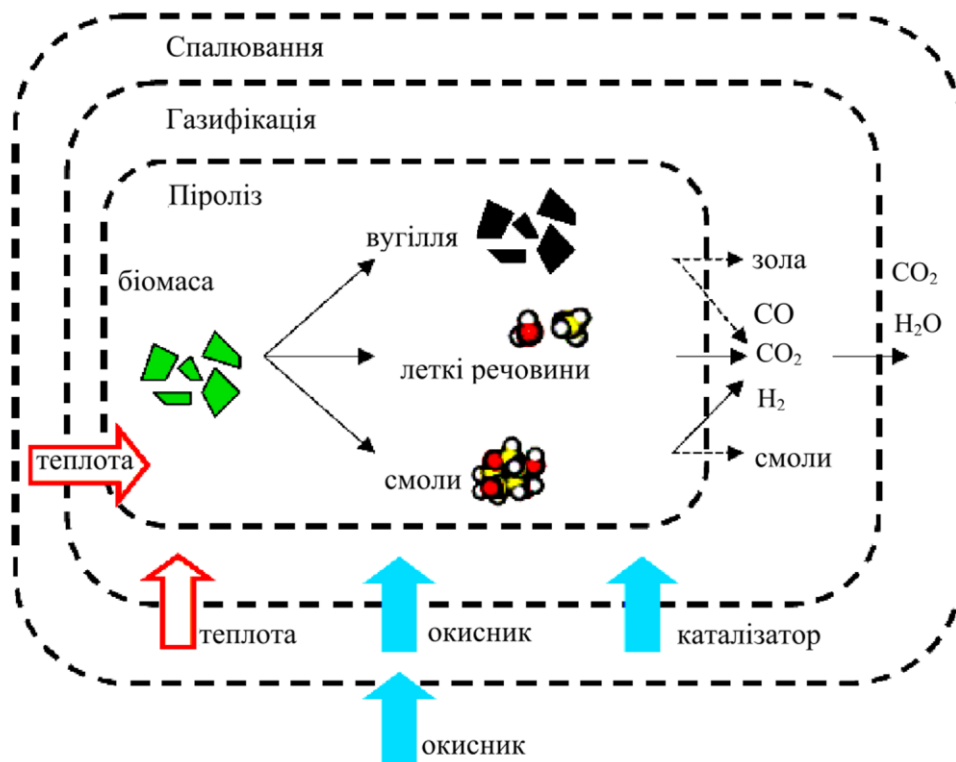 Спалювання
Газифікація
Піроліз
вугілля
зола
CO₂
біомаса
CO
H₂O
леткі речовини
CO₂
H₂
теплота
смоли
смоли
теплота
окисник
каталізатор
окисник